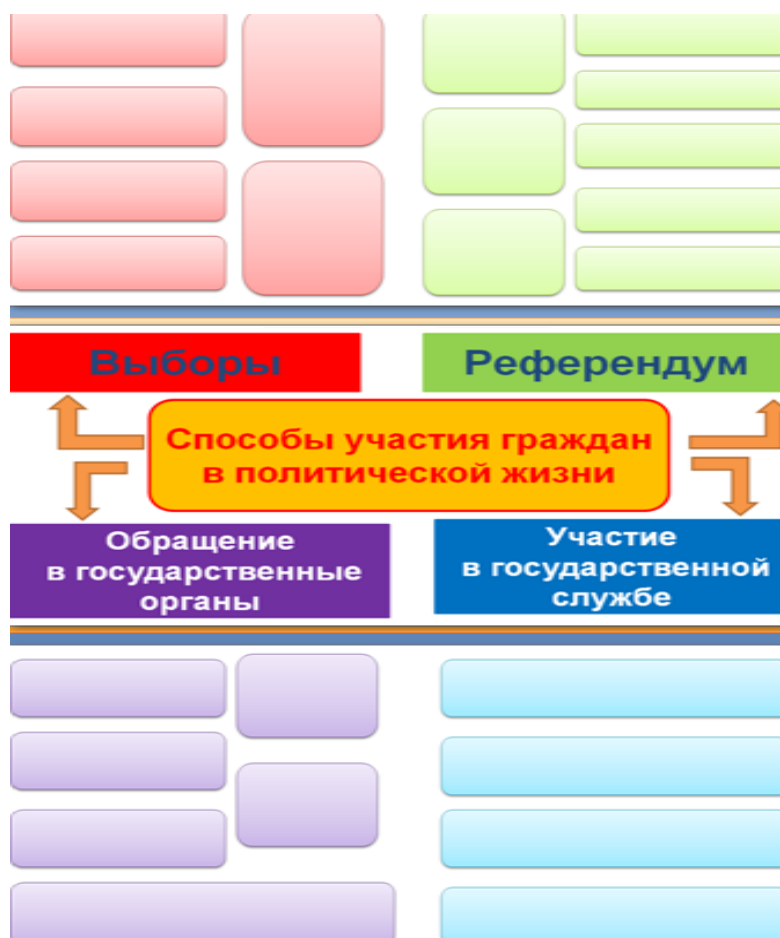 Выборы
Референдум
Способы участия граждан
в политической жизни
Обращение
в государственные
органы
Участие
в государственной
службе